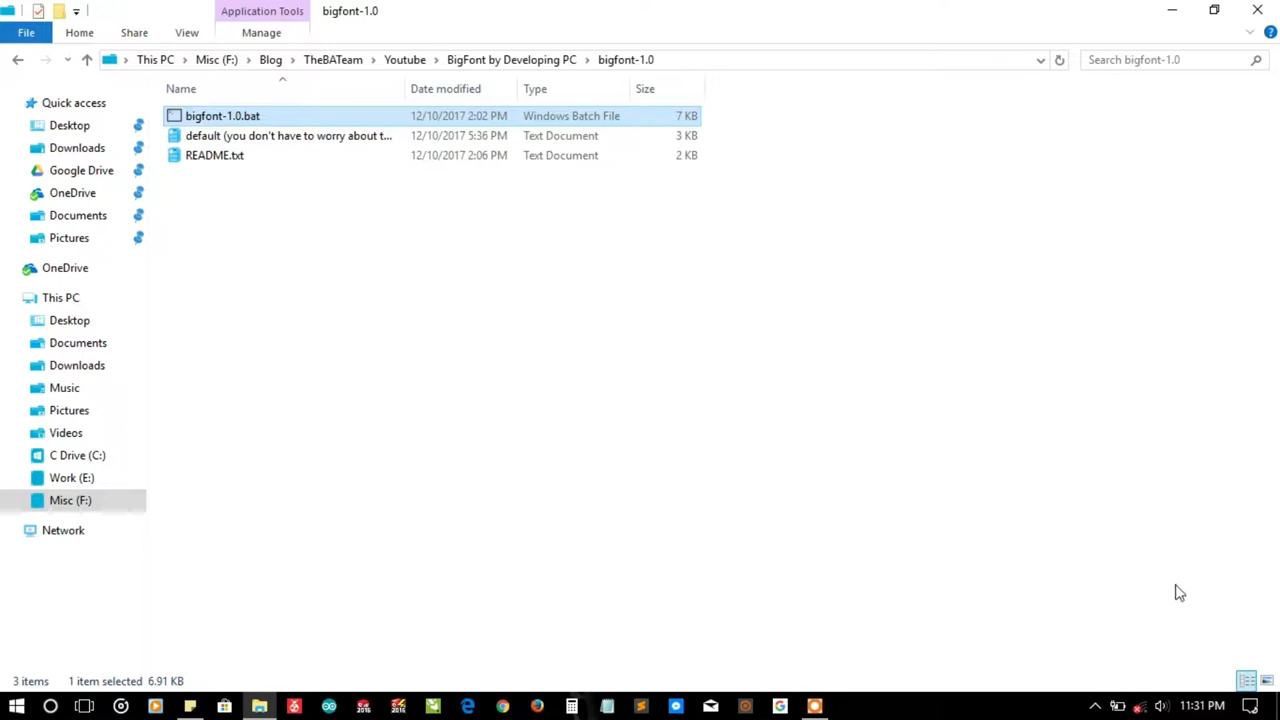 Application Tools
bigfont-1.0
File
Home
Share
View
Manage
This PC
Misc (F:)
Blog
TheBATeam
Youtube
BigFont by Developing PC
bigfont-1.0
Search bigfont-1.0
Name
Date modified
Type
Size
bigfont-1.0.bat
12/10/2017 2:02 PM
Windows Batch File
7 KB
default (you don't have to worry about t...
12/10/2017 5:36 PM
Text Document
3 KB
README.txt
12/10/2017 2:06 PM
Text Document
2 KB
Quick access
Desktop
Downloads
Google Drive
OneDrive
Documents
Pictures
OneDrive
This PC
Desktop
Documents
Downloads
Music
Pictures
Videos
C Drive (C:)
Work (E:)
Misc (F:)
Network
3 items
1 item selected 6.91 KB
11:31 PM